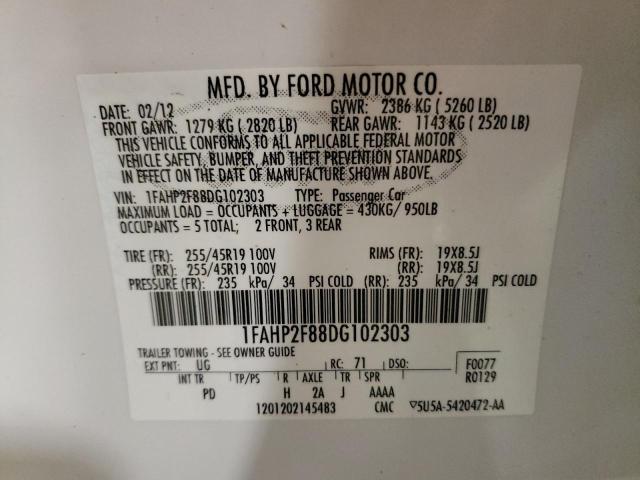 MFD. BY FORD MOTOR CO.
DATE: 02/12 GVWR: 2386 KG ( 5260 LB)
FRONT GAWR: 1279 KG ( 2820 LB) REAR GAWR: 1143 KG ( 2520 LB)
THIS VEHICLE CONFORMS TO ALL APPLICABLE FEDERAL MOTOR
VEHICLE SAFETY, BUMPER, AND THEFT PREVENTION STANDARDS
IN EFFECT ON THE DATE OF MANUFACTURE SHOWN ABOVE.
VIN: 1FAHP2F88DG102303 TYPE: Passenger Car
MAXIMUM LOAD = OCCUPANTS + LUGGAGE = 430KG/ 950LB
OCCUPANTS = 5 TOTAL; 2 FRONT, 3 REAR
TIRE (FR): 255/45R19 100V RIMS (FR): 19X8.5J
(RR): 255/45R19 100V (RR): 19X8.5J
PRESSURE (FR): 235 kPa/ 34 PSI COLD (RR): 235 kPa/ 34 PSI COLD
1FAHP2F88DG102303
TRAILER TOWING - SEE OWNER GUIDE
EXT PNT: UG RC: 71 DSO: F0077
INT TR TP/PS R AXLE TR SPR R0129
PD H 2A J AAAA
1201202145483 CMC ▽5U5A-5420472-AA